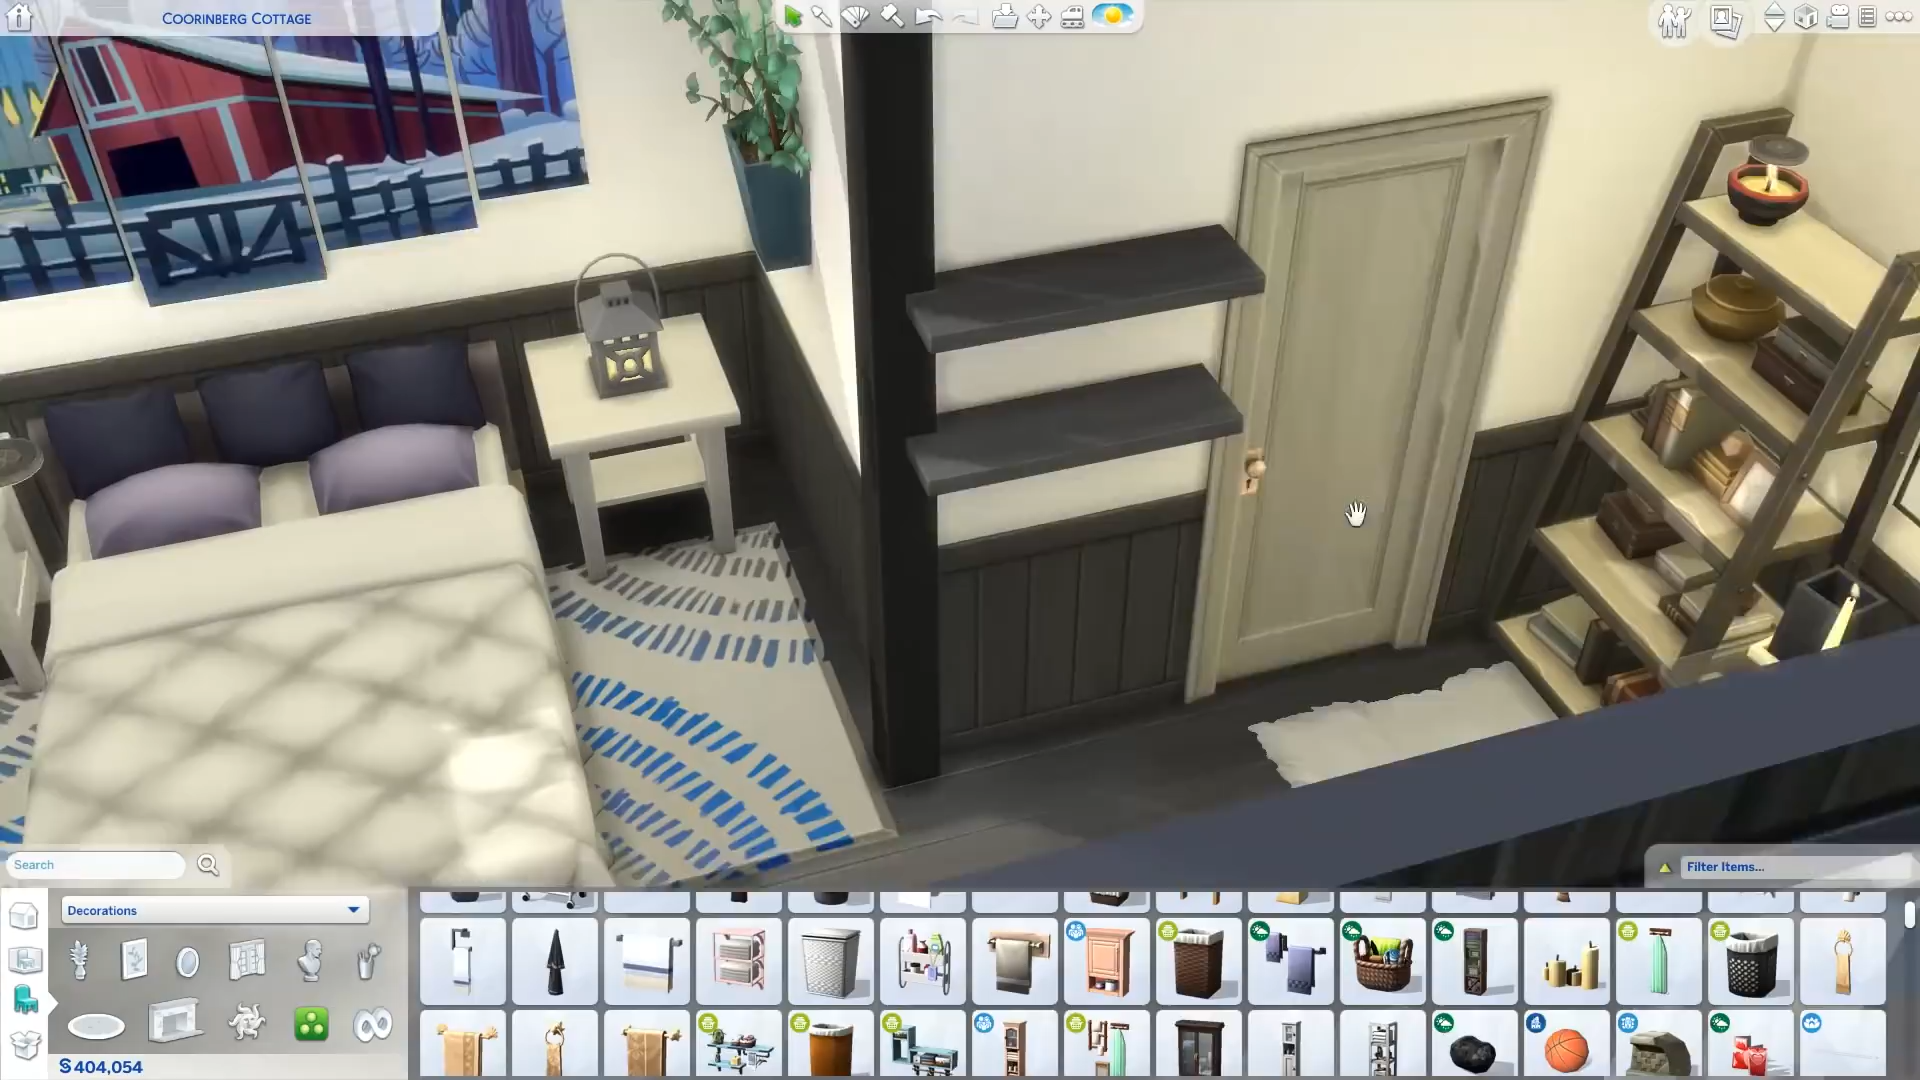 Coorinberg Cottage
Search
Filter Items...
Decorations
§404,054